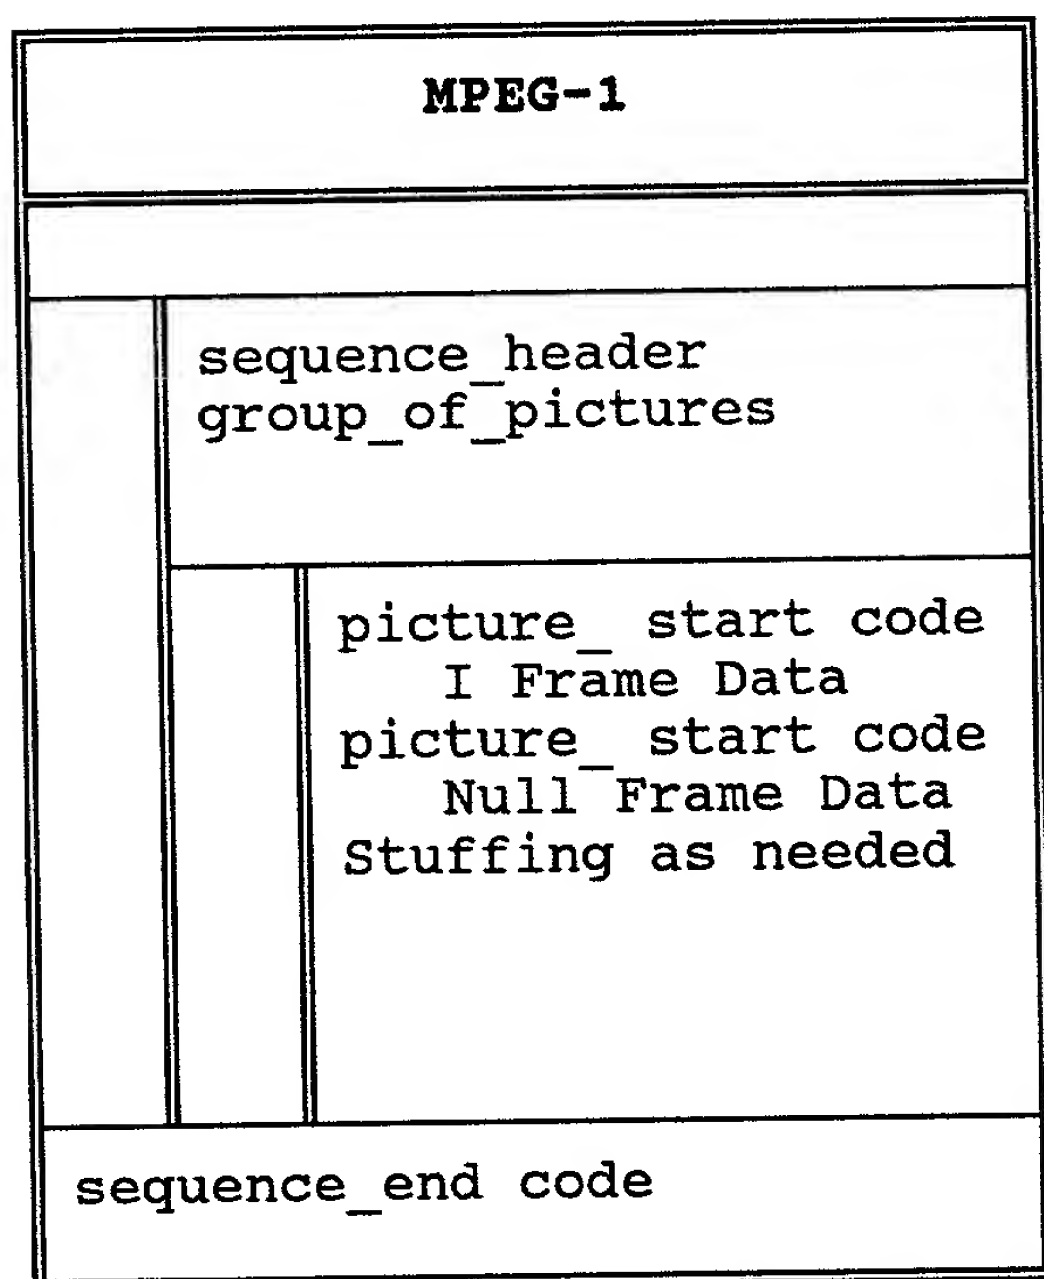 MPEG-1
sequence_header
group_of_pictures
picture_ start code
I Frame Data
picture_ start code
Null Frame Data
Stuffing as needed
sequence_end code